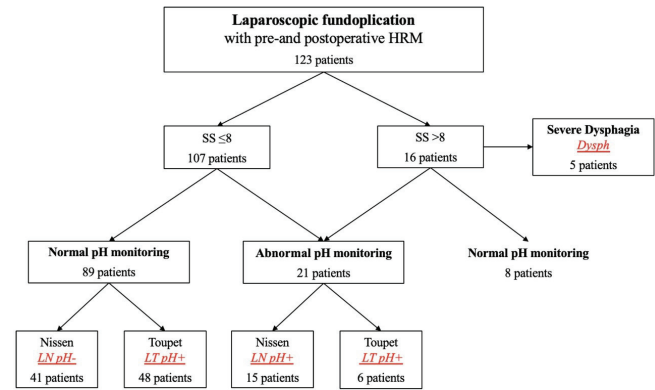 Laparoscopic fundoplication
with pre-and postoperative HRM
123 patients
SS ≤8
107 patients
SS >8
16 patients
Severe Dysphagia
Dysph
5 patients
Normal pH monitoring
89 patients
Abnormal pH monitoring
21 patients
Normal pH monitoring
8 patients
Nissen
LN pH-
41 patients
Toupet
LT pH+
48 patients
Nissen
LN pH+
15 patients
Toupet
LT pH+
6 patients